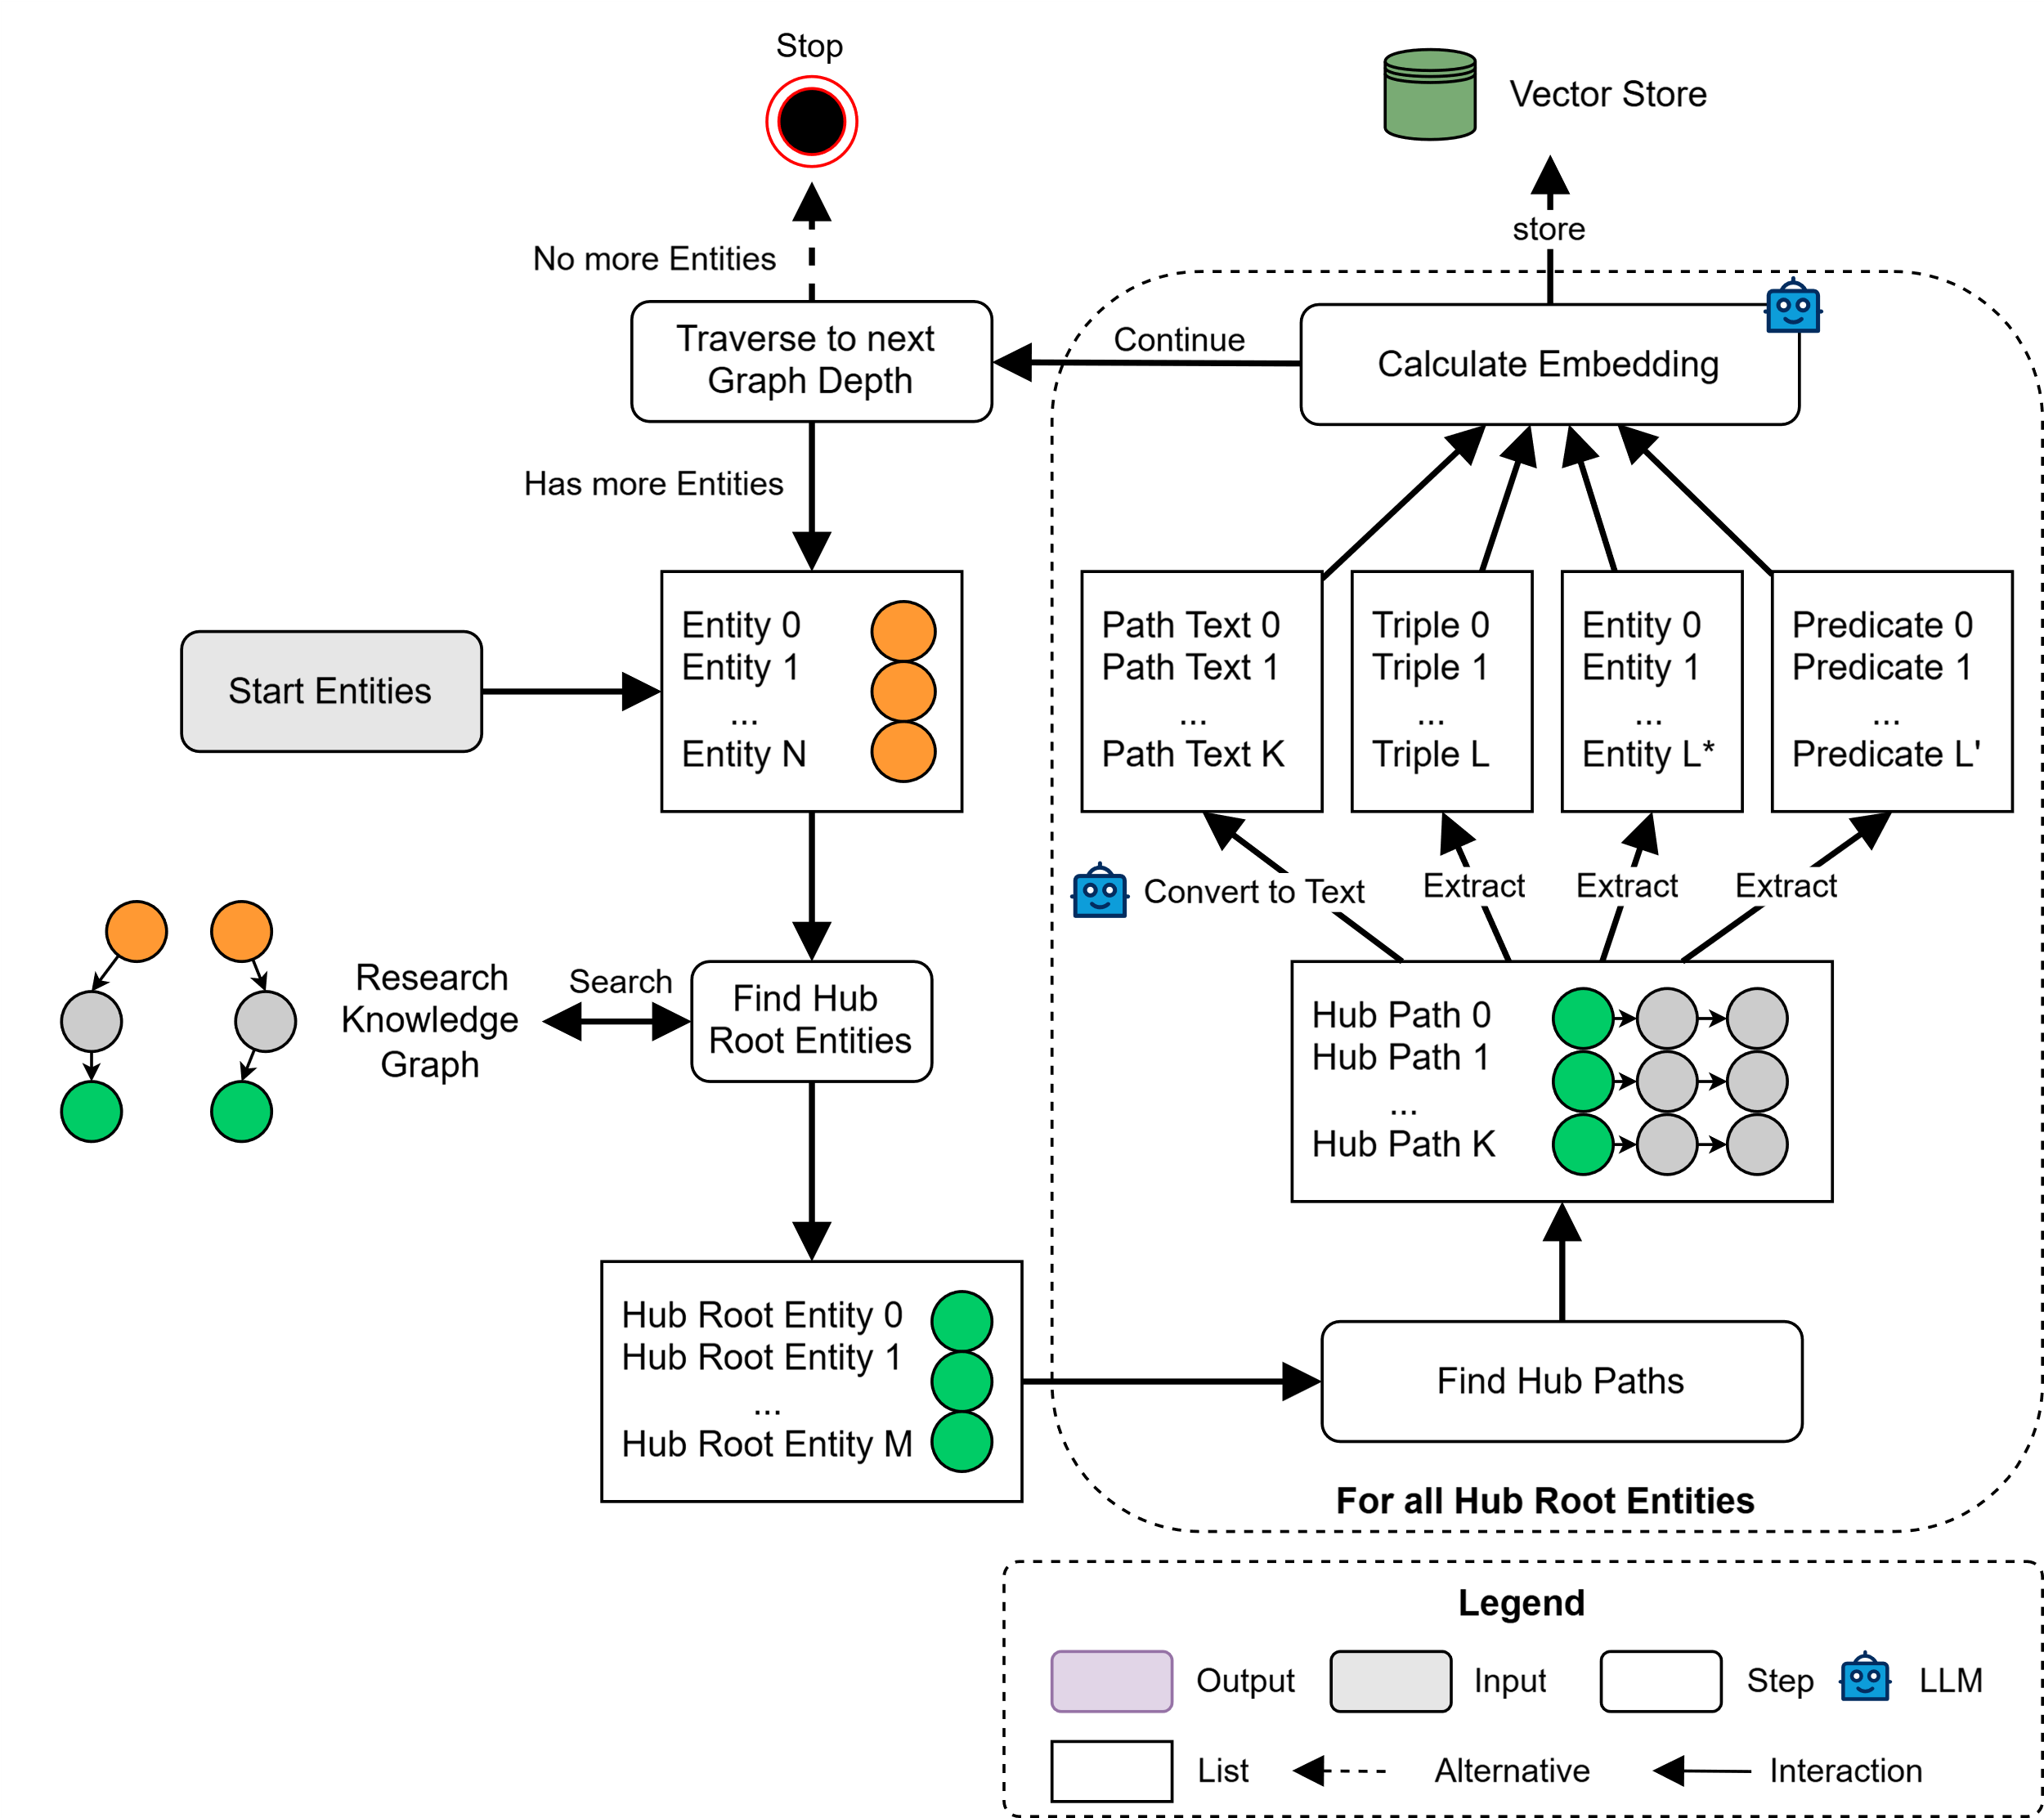 Stop
Vector Store
No more Entities
store
Traverse to next
Graph Depth
Continue
Calculate Embedding
Has more Entities
Start Entities
Entity 0
Entity 1
...
Entity N
Path Text 0
Path Text 1
...
Path Text K
Triple 0
Triple 1
...
Triple L
Entity 0
Entity 1
...
Entity L*
Predicate 0
Predicate 1
...
Predicate L'
Convert to Text
Extract
Extract
Extract
Research
Knowledge
Graph
Search
Find Hub
Root Entities
Hub Path 0
Hub Path 1
...
Hub Path K
Hub Root Entity 0
Hub Root Entity 1
...
Hub Root Entity M
Find Hub Paths
For all Hub Root Entities
Legend
Output
Input
Step
LLM
List
Alternative
Interaction